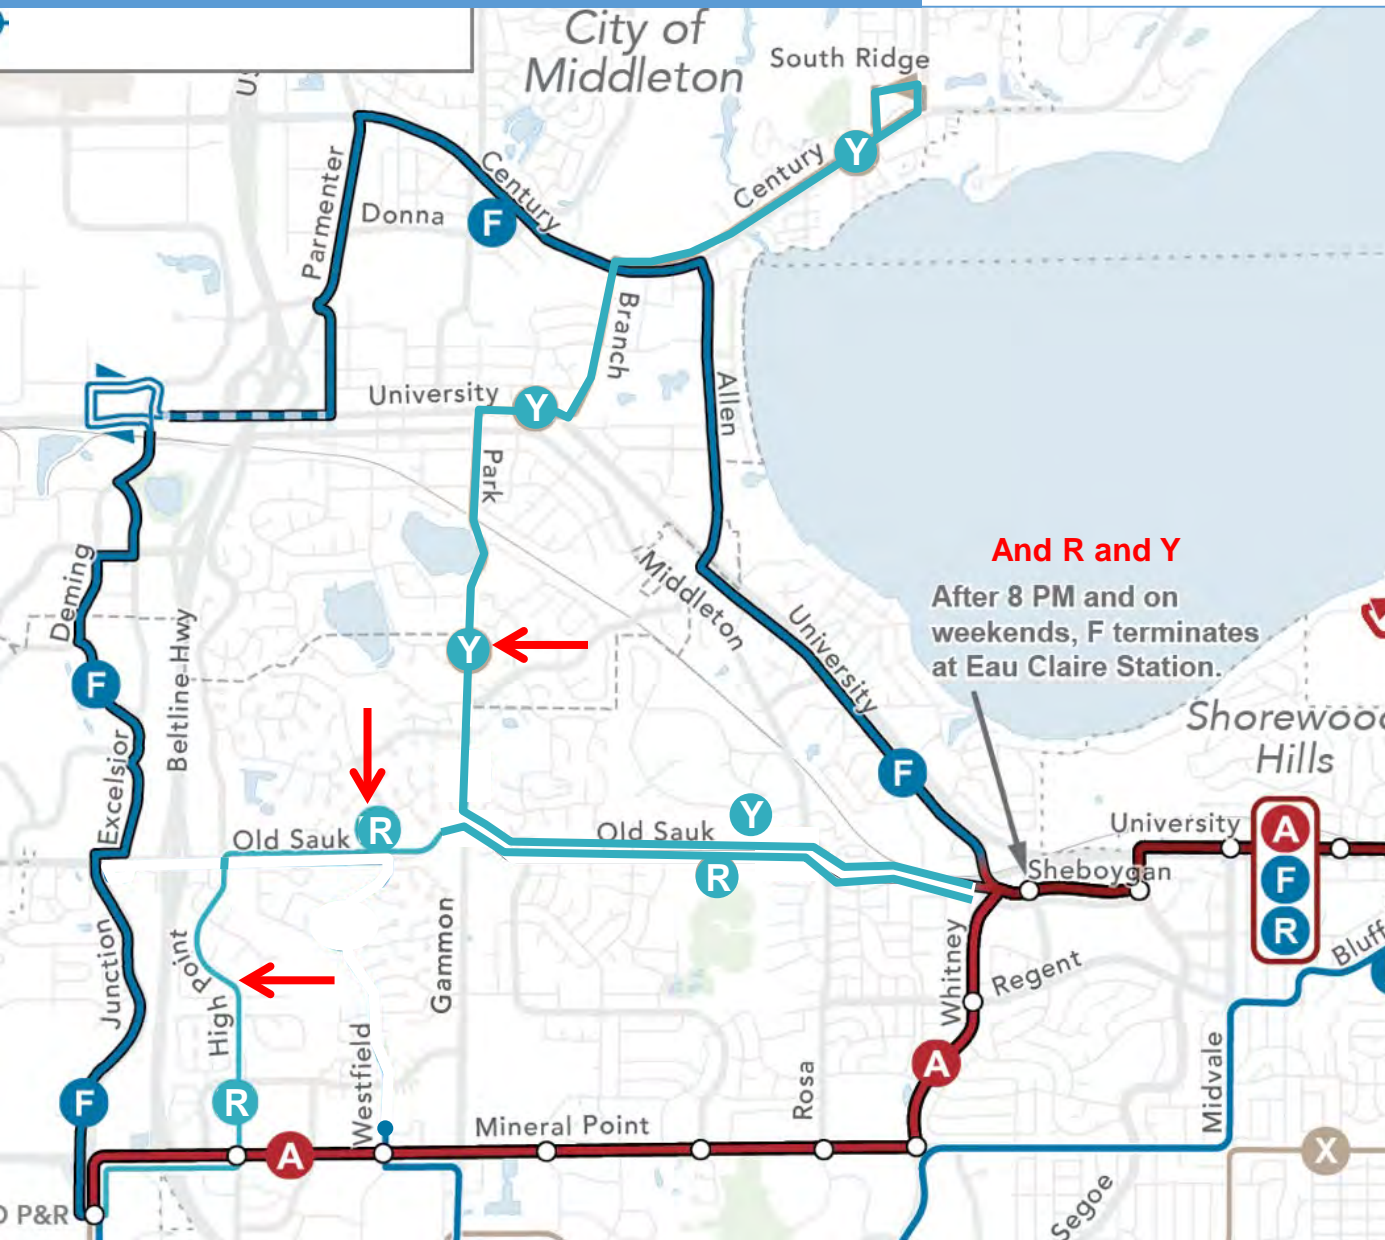 City of
Middleton
South Ridge
US
Century
Y
Parmenter
Donna
F
Century
Branch
University
Y
Allen
Park
And R and Y
After 8 PM and on
weekends, F terminates
at Eau Claire Station.
Deming
Middleton
University
Beltline Hwy
Y
F
Shorewood
Hills
Excelsior
F
Old Sauk
R
Old Sauk
Y
R
University
A
F
R
Sheboygan
Bluff
Junction
High Point
Gammon
Whitney
Regent
Midvale
Westfield
Rosa
A
F
R
A
Mineral Point
X
Segoe
P&R